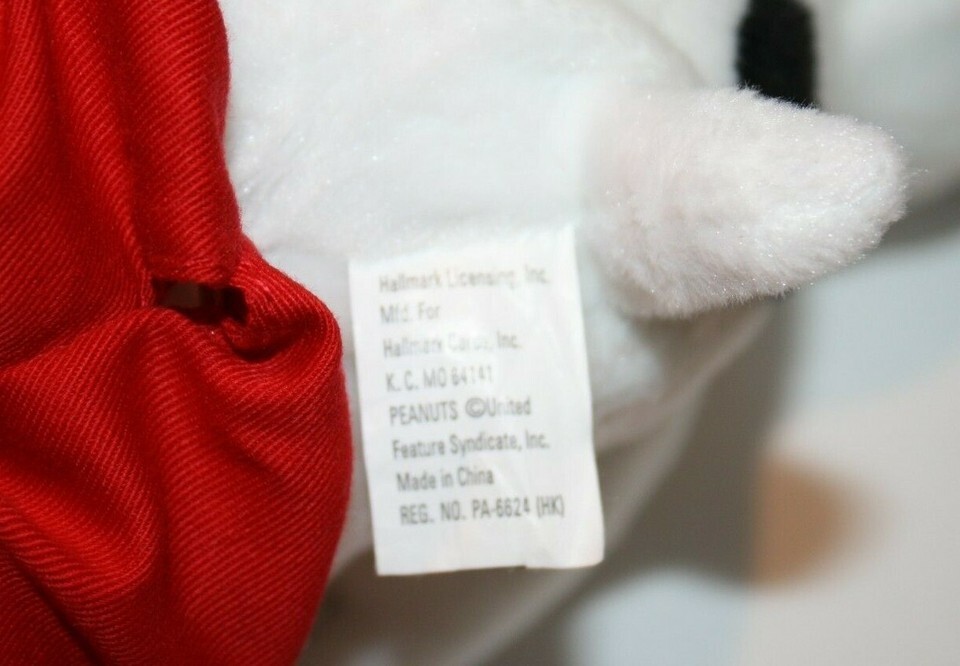 Hallmark Licensing, Inc.
Mfd. For
Hallmark Cards, Inc.
K. C. MO 64141
PEANUTS ©United
Feature Syndicate, Inc.
Made in China
REG. NO. PA-6624 (HK)